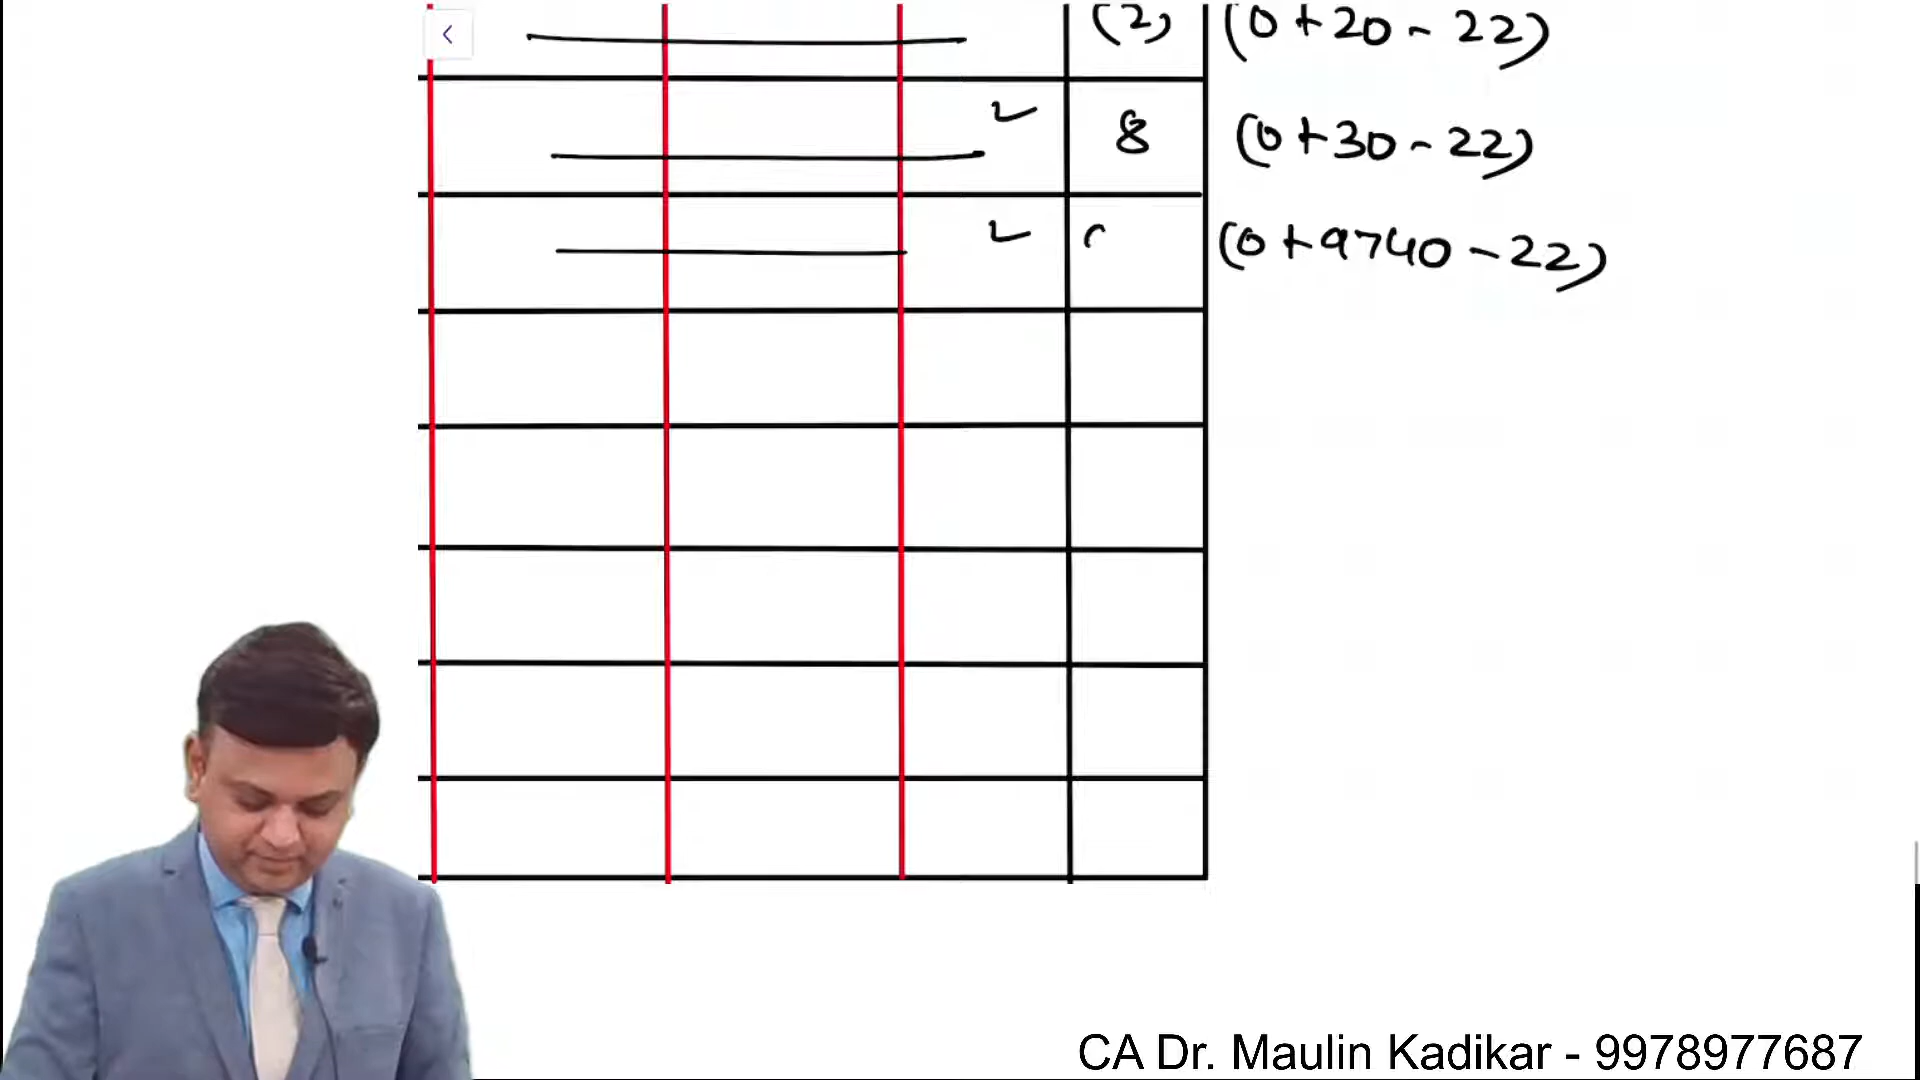 (2) (0+20-22)
8 (0+30-22)
(0+9740-22)
CA Dr. Maulin Kadikar - 9978977687